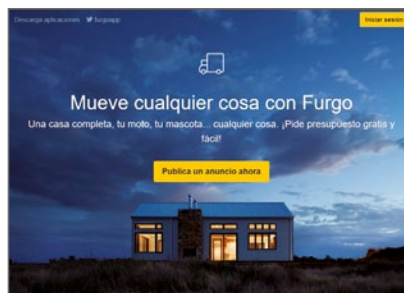 Descarga aplicaciones furgoapp Iniciar sesión
Mueve cualquier cosa con Furgo
Una casa completa, tu moto, tu mascota... cualquier cosa. ¡Pide presupuesto gratis y
fácil!
Publica un anuncio ahora